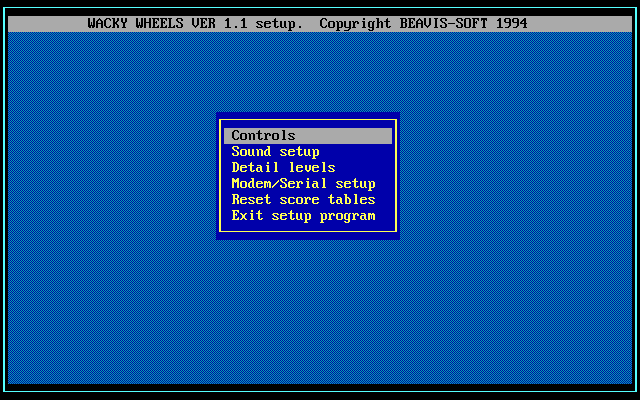 WACKY WHEELS VER 1.1 setup.  Copyright BEAVIS-SOFT 1994
Controls
Sound setup
Detail levels
Modem/Serial setup
Reset score tables
Exit setup program